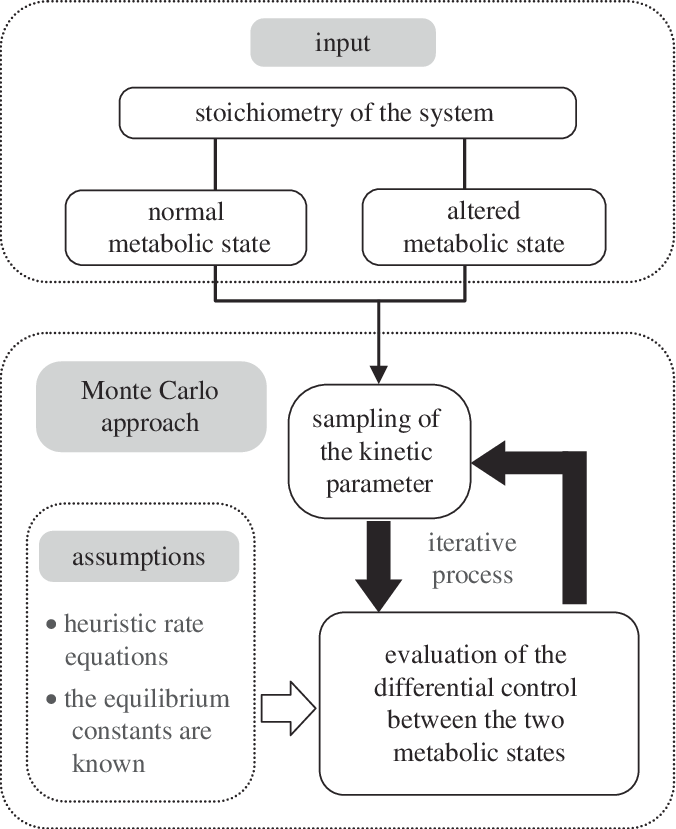 input
stoichiometry of the system
normal
metabolic state
altered
metabolic state
Monte Carlo
approach
sampling of
the kinetic
parameter
iterative
process
assumptions
• heuristic rate
equations
• the equilibrium
constants are
known
evaluation of the
differential control
between the two
metabolic states